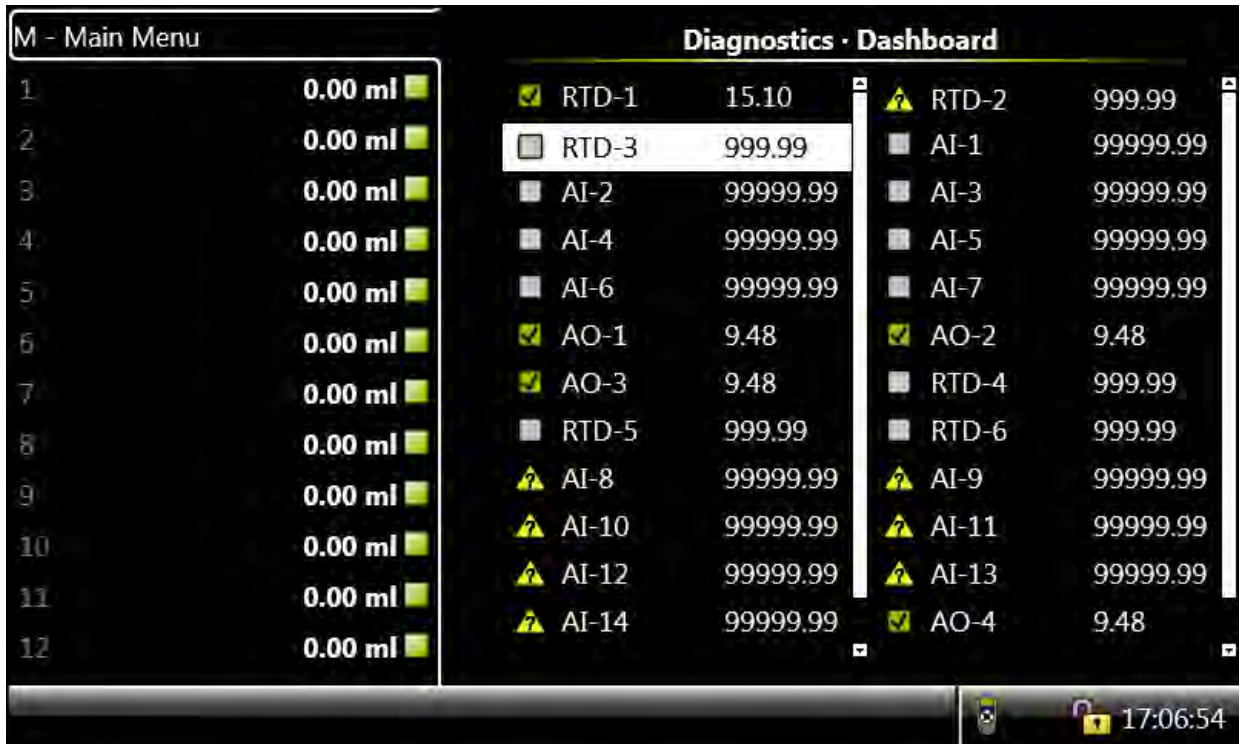 M - Main Menu
Diagnostics · Dashboard
1 0.00 ml
2 0.00 ml
3 0.00 ml
4 0.00 ml
5 0.00 ml
6 0.00 ml
7 0.00 ml
8 0.00 ml
9 0.00 ml
10 0.00 ml
11 0.00 ml
12 0.00 ml
RTD-1 15.10 RTD-2 999.99
RTD-3 999.99 AI-1 99999.99
AI-2 99999.99 AI-3 99999.99
AI-4 99999.99 AI-5 99999.99
AI-6 99999.99 AI-7 99999.99
AO-1 9.48 AO-2 9.48
AO-3 9.48 RTD-4 999.99
RTD-5 999.99 RTD-6 999.99
AI-8 99999.99 AI-9 99999.99
AI-10 99999.99 AI-11 99999.99
AI-12 99999.99 AI-13 99999.99
AI-14 99999.99 AO-4 9.48
17:06:54